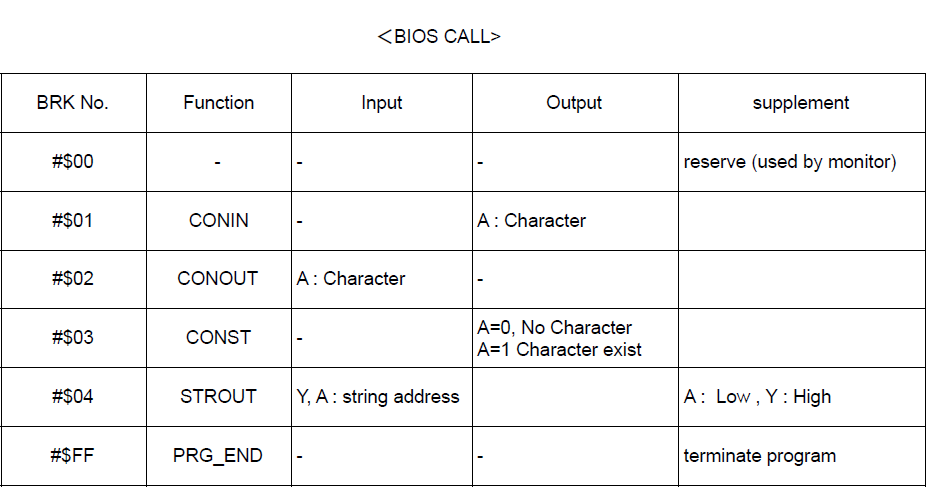 <BIOS CALL>
BRK No. Function Input Output supplement
#$00 - - - reserve (used by monitor)
#$01 CONIN - A : Character
#$02 CONOUT A : Character -
#$03 CONST - A=0, No Character
A=1 Character exist
#$04 STROUT Y, A : string address A : Low , Y : High
#$FF PRG_END - - terminate program